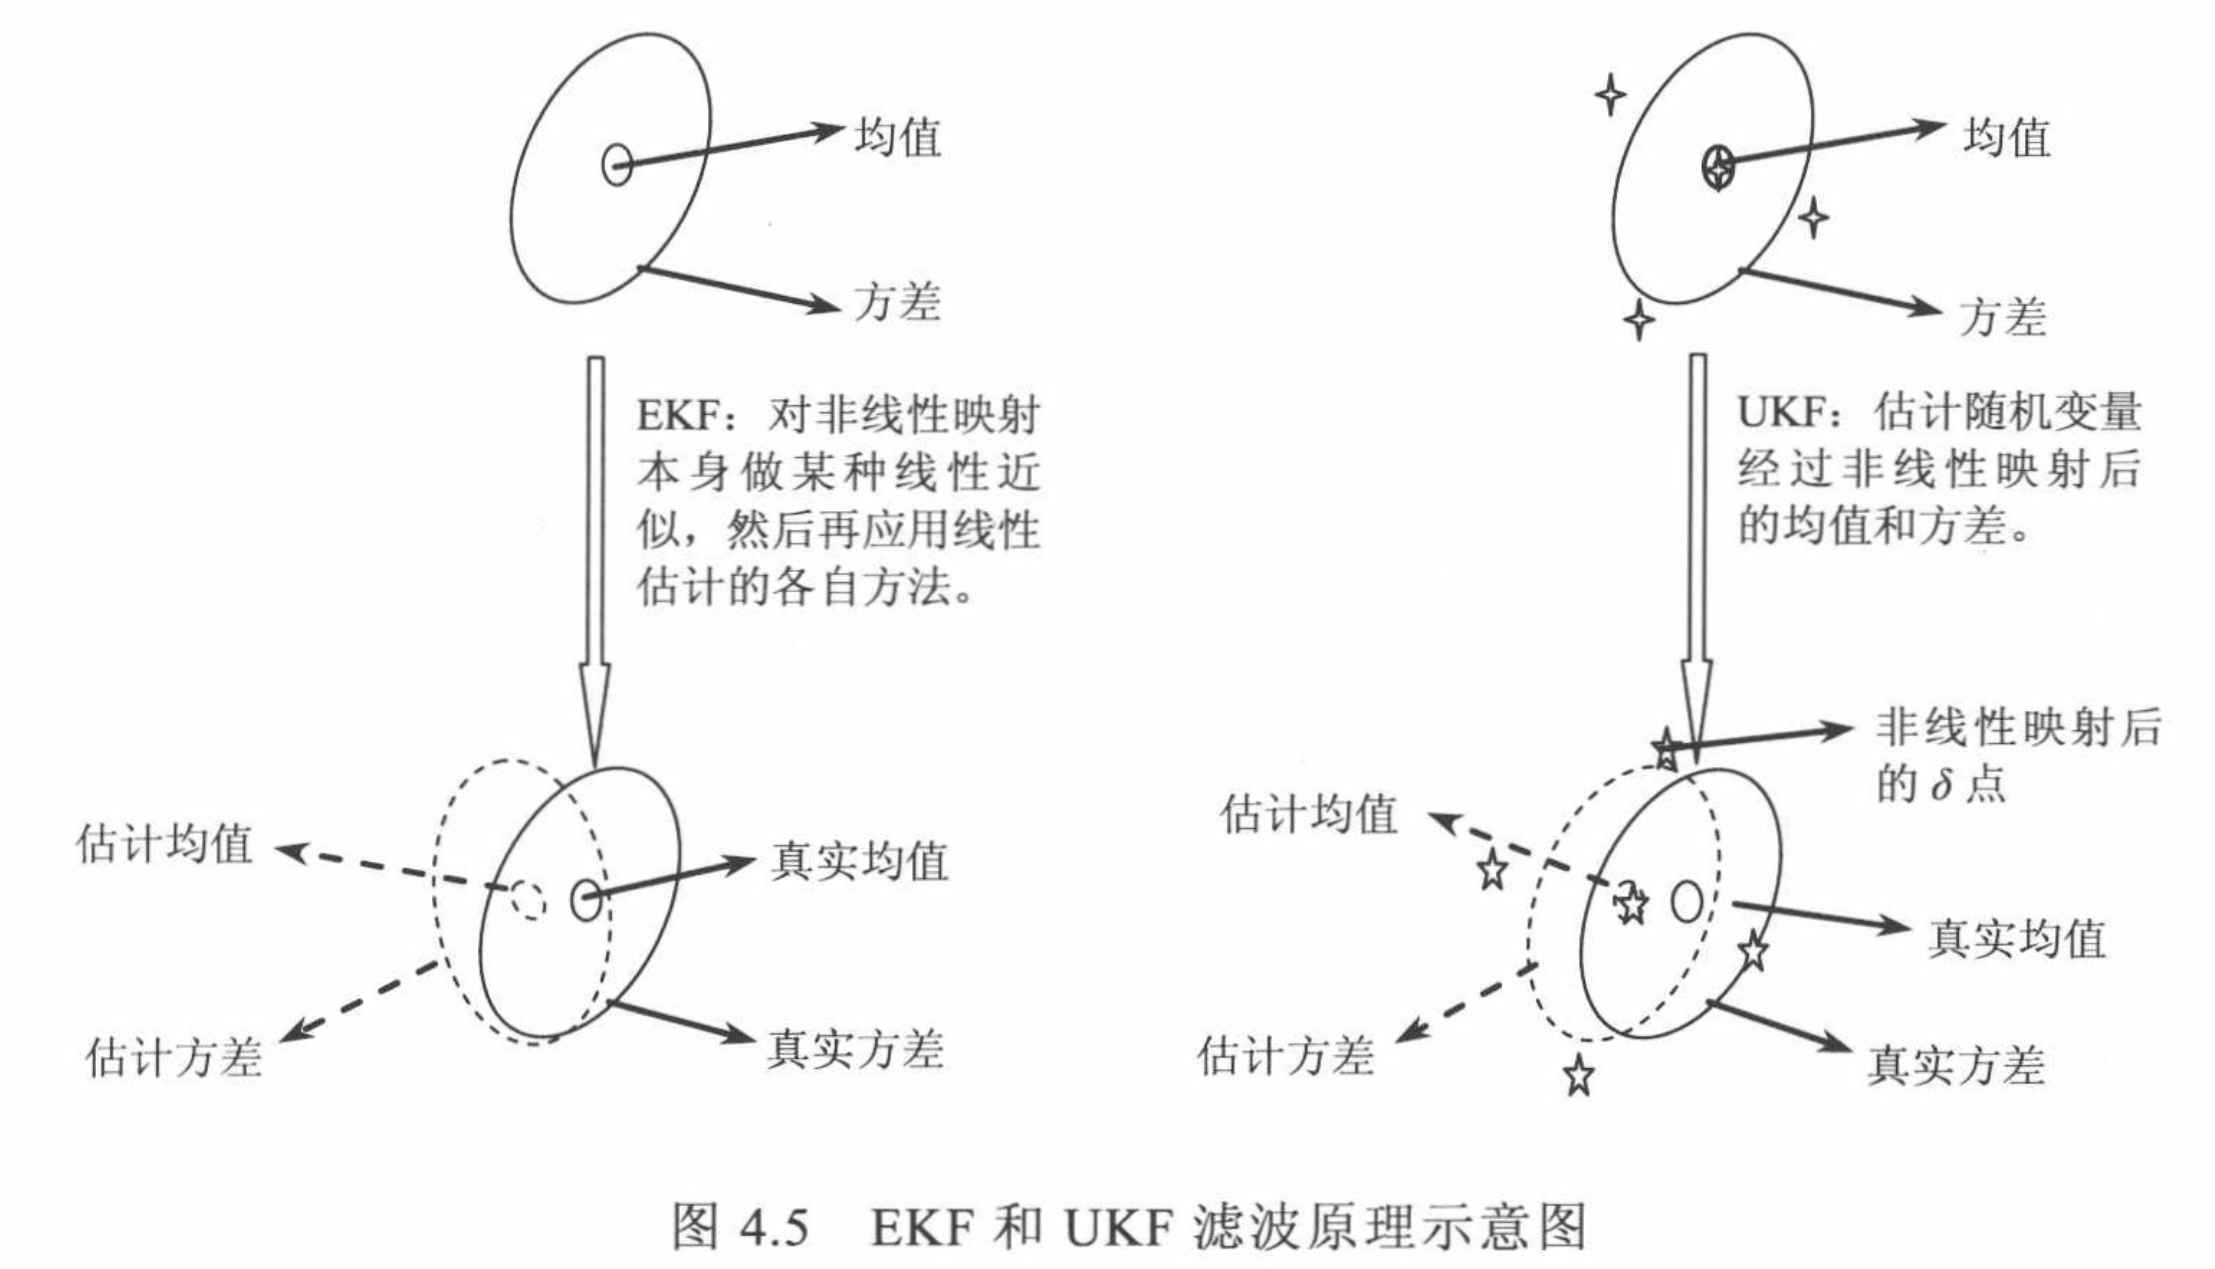 均值
方差
EKF：对非线性映射
本身做某种线性近
似，然后再应用线性
估计的各自方法。
估计均值
真实均值
估计方差
真实方差
均值
方差
UKF：估计随机变量
经过非线性映射后
的均值和方差。
非线性映射后
的 δ 点
估计均值
真实均值
估计方差
真实方差
图 4.5 EKF 和 UKF 滤波原理示意图